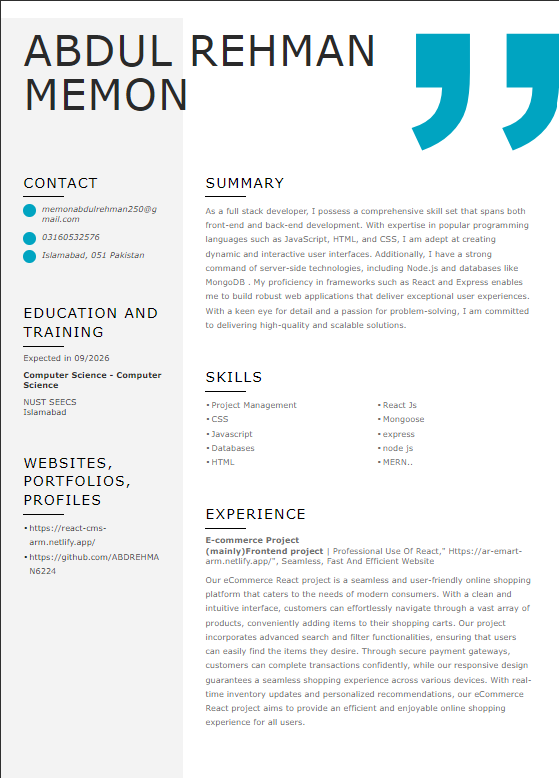 ABDUL REHMAN
MEMON
CONTACT
memonabdulrehman250@g
mail.com
03160532576
Islamabad, 051 Pakistan
EDUCATION AND
TRAINING
Expected in 09/2026
Computer Science - Computer
Science
NUST SEECS
Islamabad
WEBSITES,
PORTFOLIOS,
PROFILES
• https://react-cms-
arm.netlify.app/
• https://github.com/ABDREHMA
N6224
SUMMARY
As a full stack developer, I possess a comprehensive skill set that spans both
front-end and back-end development. With expertise in popular programming
languages such as JavaScript, HTML, and CSS, I am adept at creating
dynamic and interactive user interfaces. Additionally, I have a strong
command of server-side technologies, including Node.js and databases like
MongoDB . My proficiency in frameworks such as React and Express enables
me to build robust web applications that deliver exceptional user experiences.
With a keen eye for detail and a passion for problem-solving, I am committed
to delivering high-quality and scalable solutions.
SKILLS
• Project Management
• CSS
• Javascript
• Databases
• HTML
• React Js
• Mongoose
• express
• node js
• MERN..
EXPERIENCE
E-commerce Project
(mainly)Frontend project | Professional Use Of React," Https://ar-emart-
arm.netlify.app/", Seamless, Fast And Efficient Website
Our eCommerce React project is a seamless and user-friendly online shopping
platform that caters to the needs of modern consumers. With a clean and
intuitive interface, customers can effortlessly navigate through a vast array of
products, conveniently adding items to their shopping carts. Our project
incorporates advanced search and filter functionalities, ensuring that users
can easily find the items they desire. Through secure payment gateways,
customers can complete transactions confidently, while our responsive design
guarantees a seamless shopping experience across various devices. With real-
time inventory updates and personalized recommendations, our eCommerce
React project aims to provide an efficient and enjoyable online shopping
experience for all users.